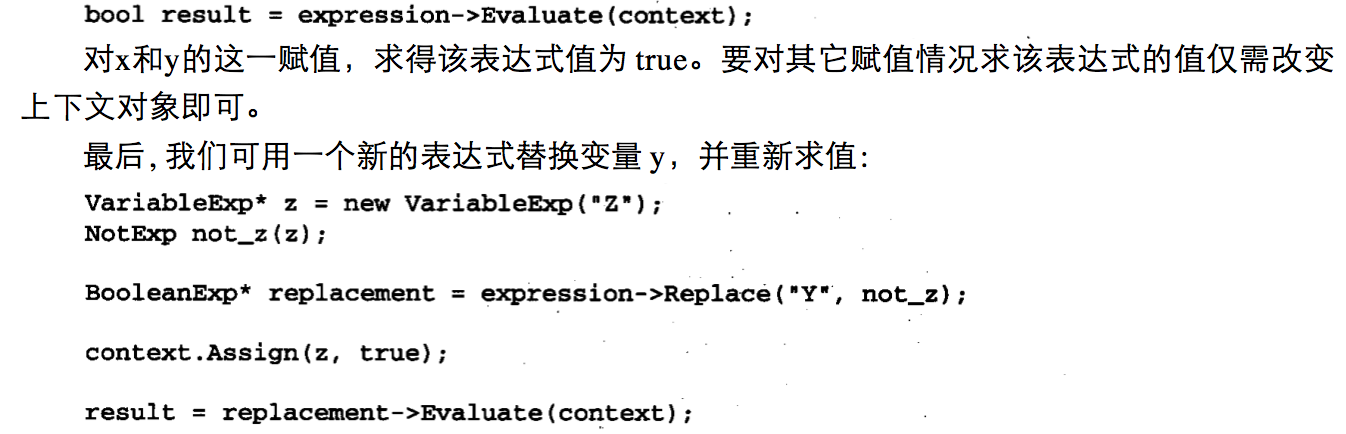 bool result = expression->Evaluate(context);
对x和y的这一赋值，求得该表达式值为 true。要对其它赋值情况求该表达式的值仅需改变
上下文对象即可。
最后, 我们可用一个新的表达式替换变量 y，并重新求值:
VariableExp* z = new VariableExp("Z");
NotExp not_z(z);
BooleanExp* replacement = expression->Replace("Y", not_z);
context.Assign(z, true);
result = replacement->Evaluate(context);